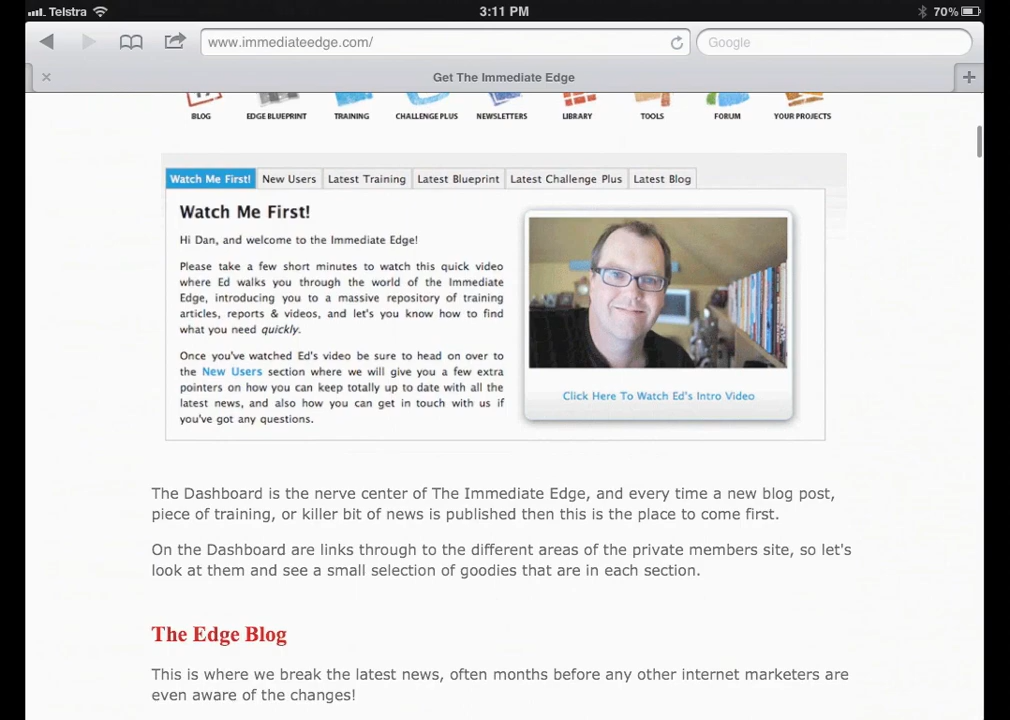 Telstra 3:11 PM 70%
www.immediateedge.com/ Google
Get The Immediate Edge
BLOG EDGE BLUEPRINT TRAINING CHALLENGE PLUS NEWSLETTERS LIBRARY TOOLS FORUM YOUR PROJECTS
Watch Me First! New Users Latest Training Latest Blueprint Latest Challenge Plus Latest Blog
Watch Me First!
Hi Dan, and welcome to the Immediate Edge!
Please take a few short minutes to watch this quick video
where Ed walks you through the world of the Immediate
Edge, introducing you to a massive repository of training
articles, reports & videos, and let's you know how to find
what you need quickly.
Once you've watched Ed's video be sure to head on over to
the New Users section where we will give you a few extra
pointers on how you can keep totally up to date with all the
latest news, and also how you can get in touch with us if
you've got any questions.
Click Here To Watch Ed's Intro Video
The Dashboard is the nerve center of The Immediate Edge, and every time a new blog post,
piece of training, or killer bit of news is published then this is the place to come first.
On the Dashboard are links through to the different areas of the private members site, so let's
look at them and see a small selection of goodies that are in each section.
The Edge Blog
This is where we break the latest news, often months before any other internet marketers are
even aware of the changes!